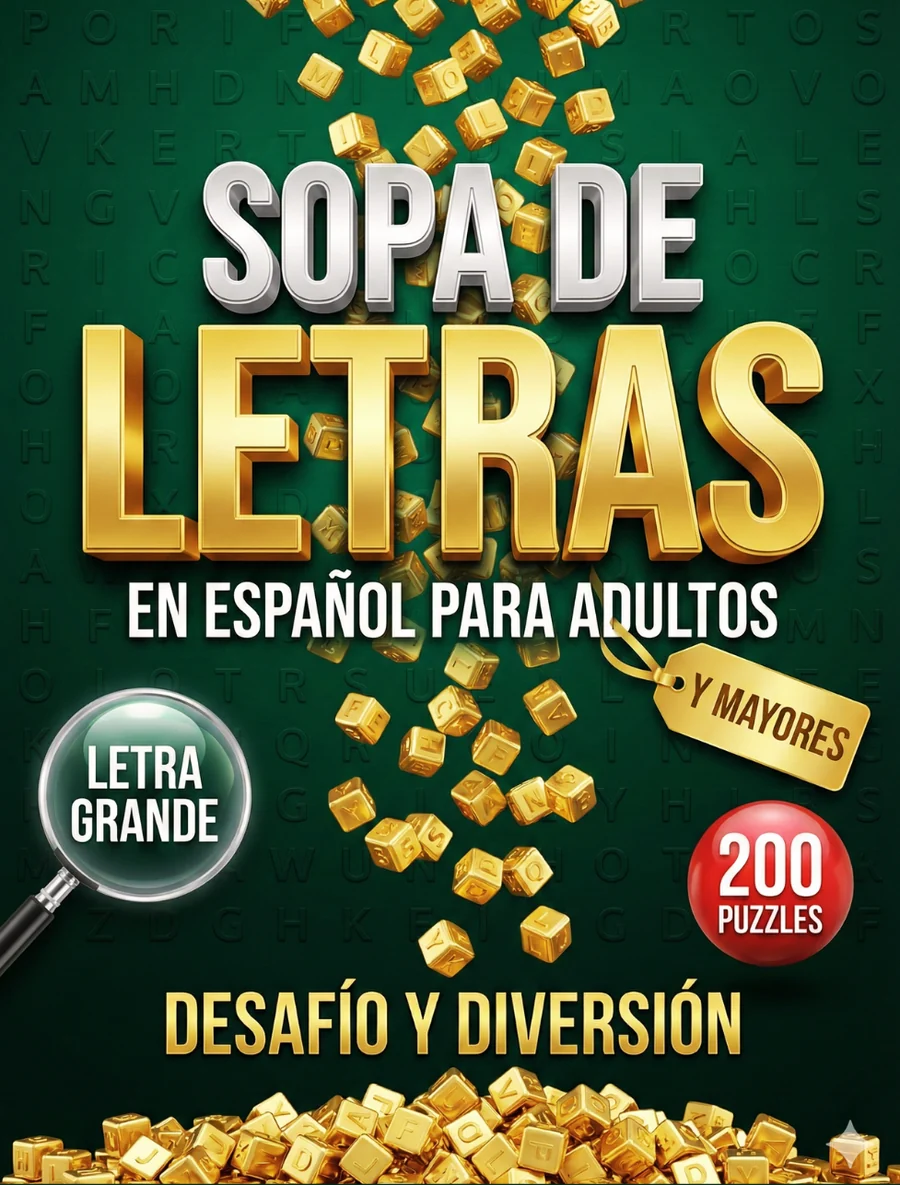 SOPA DE
LETRAS
EN ESPAÑOL PARA ADULTOS
Y MAYORES
LETRA
GRANDE
200
PUZZLES
DESAFÍO Y DIVERSIÓN